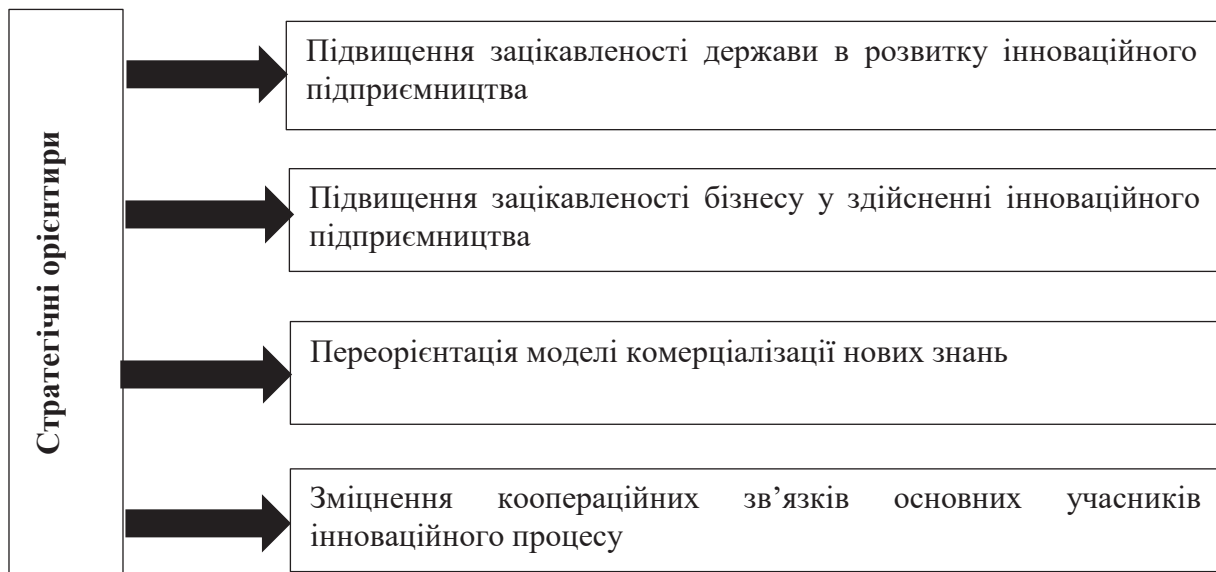 Стратегічні орієнтири
Підвищення зацікавленості держави в розвитку інноваційного
підприємництва
Підвищення зацікавленості бізнесу у здійсненні інноваційного
підприємництва
Переорієнтація моделі комерціалізації нових знань
Зміцнення коопераційних зв’язків основних учасників
інноваційного процесу